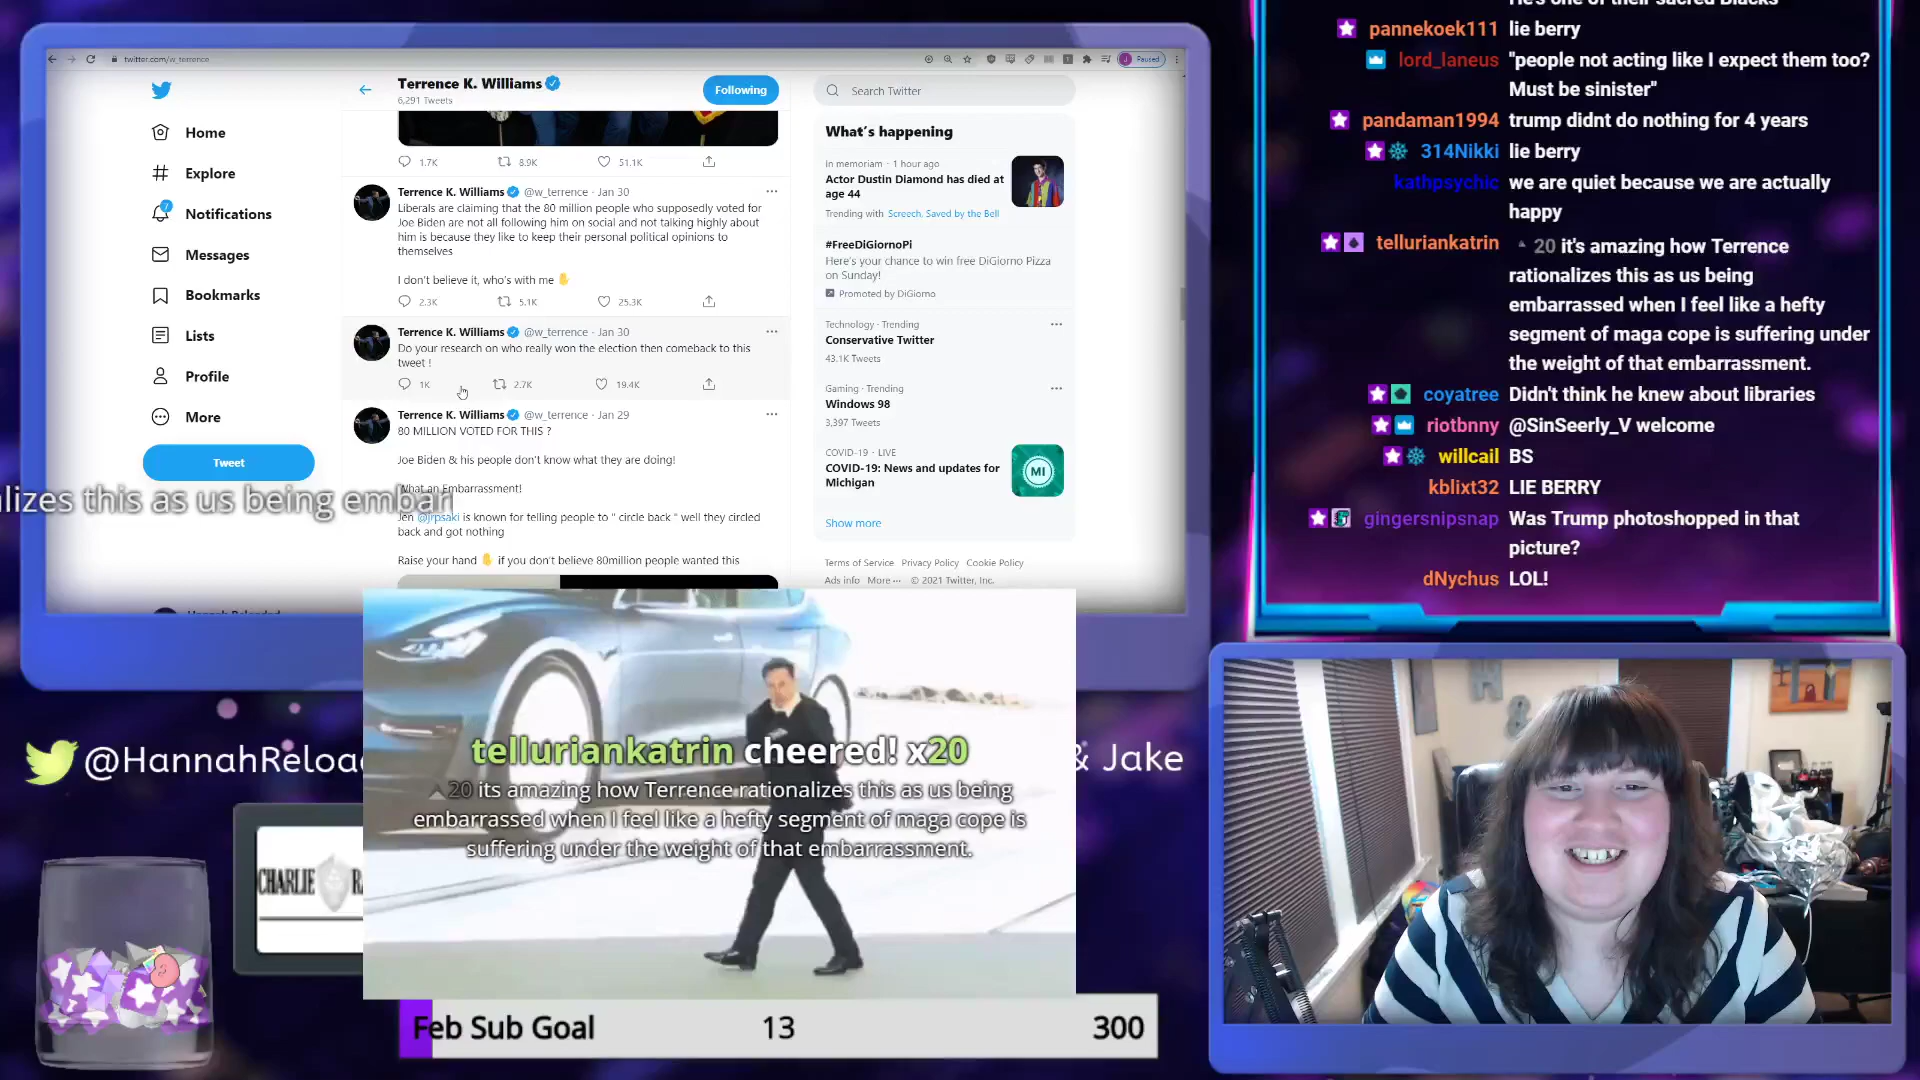 twitter.com/w_terrence
Paused
Home
Explore
7
Notifications
Messages
Bookmarks
Lists
Profile
More
Tweet
Terrence K. Williams
6,291 Tweets
Following
1.7K 8.9K 51.1K
Terrence K. Williams @w_terrence · Jan 30
Liberals are claiming that the 80 million people who supposedly voted for
Joe Biden are not all following him on social and not talking highly about
him is because they like to keep their personal political opinions to
themselves
I don't believe it, who's with me ✋
2.3K 5.1K 25.3K
Terrence K. Williams @w_terrence · Jan 30
Do your research on who really won the election then comeback to this
tweet !
1K 2.7K 19.4K
Terrence K. Williams @w_terrence · Jan 29
80 MILLION VOTED FOR THIS ?
Joe Biden & his people don't know what they are doing!
What an Embarrassment!
Jen @jrpsaki is known for telling people to " circle back " well they circled
back and got nothing
Raise your hand ✋ if you don't believe 80million people wanted this
Search Twitter
What's happening
In memoriam · 1 hour ago
Actor Dustin Diamond has died at
age 44
Trending with Screech, Saved by the Bell
#FreeDiGiornoPi
Here's your chance to win free DiGiorno Pizza
on Sunday!
Promoted by DiGiorno
Technology · Trending
Conservative Twitter
43.1K Tweets
Gaming · Trending
Windows 98
3,397 Tweets
COVID-19 · LIVE
COVID-19: News and updates for
Michigan
MI
Show more
Terms of Service Privacy Policy Cookie Policy
Ads info More ··· © 2021 Twitter, Inc.
alizes this as us being embar
He's one of their sacred Blacks
pannekoek111 lie berry
lord_laneus "people not acting like I expect them too?
Must be sinister"
pandaman1994 trump didnt do nothing for 4 years
314Nikki lie berry
kathpsychic we are quiet because we are actually
happy
telluriankatrin 20 it's amazing how Terrence
rationalizes this as us being
embarrassed when I feel like a hefty
segment of maga cope is suffering under
the weight of that embarrassment.
coyatree Didn't think he knew about libraries
riotbnny @SinSeerly_V welcome
willcail BS
kblixt32 LIE BERRY
gingersnipsnap Was Trump photoshopped in that
picture?
dNychus LOL!
@HannahReloa
& Jake
telluriankatrin cheered! x20
20 its amazing how Terrence rationalizes this as us being
embarrassed when I feel like a hefty segment of maga cope is
suffering under the weight of that embarrassment.
CHARLIE
Feb Sub Goal 13 300